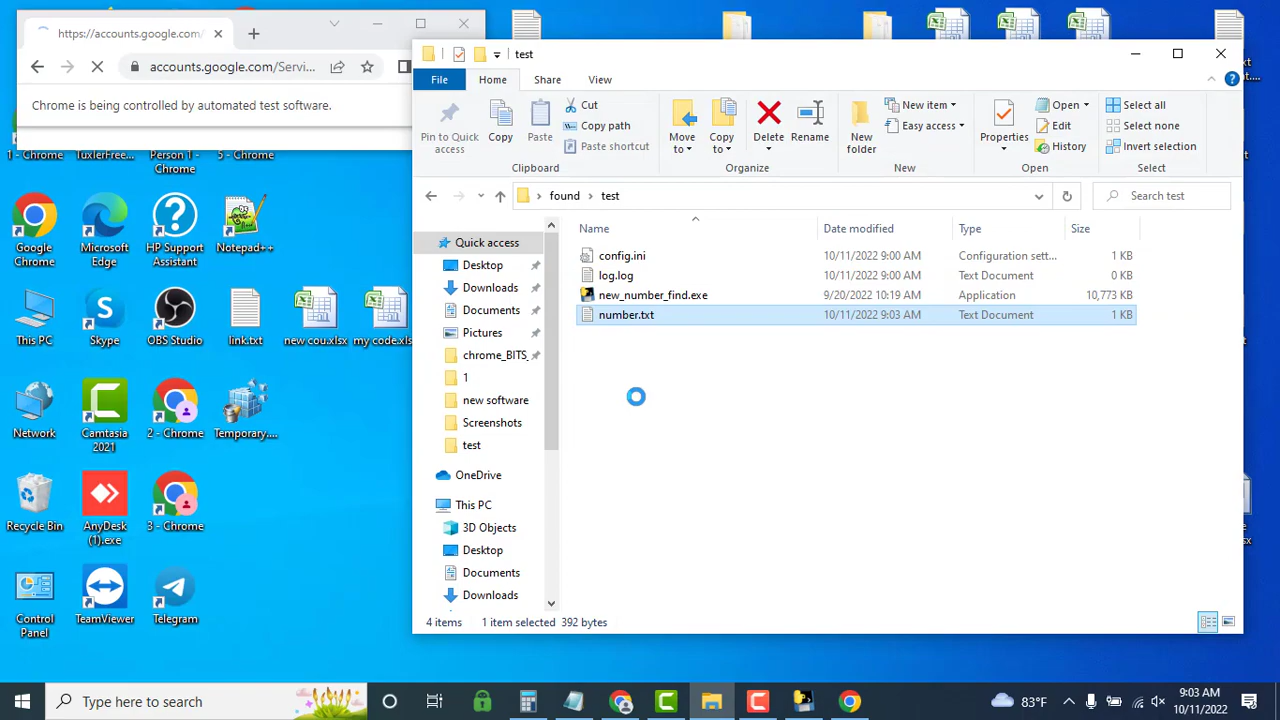 https://accounts.google.com/
accounts.google.com/Servi...
Chrome is being controlled by automated test software.
test
File
Home
Share
View
Pin to Quick access
Copy
Paste
Cut
Copy path
Paste shortcut
Clipboard
Move to
Copy to
Delete
Rename
Organize
New folder
New item
Easy access
New
Properties
Open
Edit
History
Open
Select all
Select none
Invert selection
Select
found
test
Search test
Name
Date modified
Type
Size
config.ini
10/11/2022 9:00 AM
Configuration sett...
1 KB
log.log
10/11/2022 9:00 AM
Text Document
0 KB
new_number_find.exe
9/20/2022 10:19 AM
Application
10,773 KB
number.txt
10/11/2022 9:03 AM
Text Document
1 KB
Quick access
Desktop
Downloads
Documents
Pictures
chrome_BITS_
1
new software
Screenshots
test
OneDrive
This PC
3D Objects
Desktop
Documents
Downloads
4 items
1 item selected
392 bytes
1 - Chrome
TuxlerFree...
Person 1 - Chrome
5 - Chrome
Google Chrome
Microsoft Edge
HP Support Assistant
Notepad++
This PC
Skype
OBS Studio
link.txt
new cou.xlsx
my code.xls
Network
Camtasia 2021
2 - Chrome
Temporary....
Recycle Bin
AnyDesk (1).exe
3 - Chrome
Control Panel
TeamViewer
Telegram
Type here to search
83°F
9:03 AM
10/11/2022